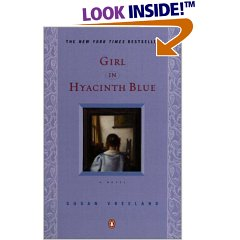 LOOK INSIDE!™
THE NEW YORK TIMES BESTSELLER
GIRL
IN
HYACINTH BLUE
A NOVEL
SUSAN VREELAND